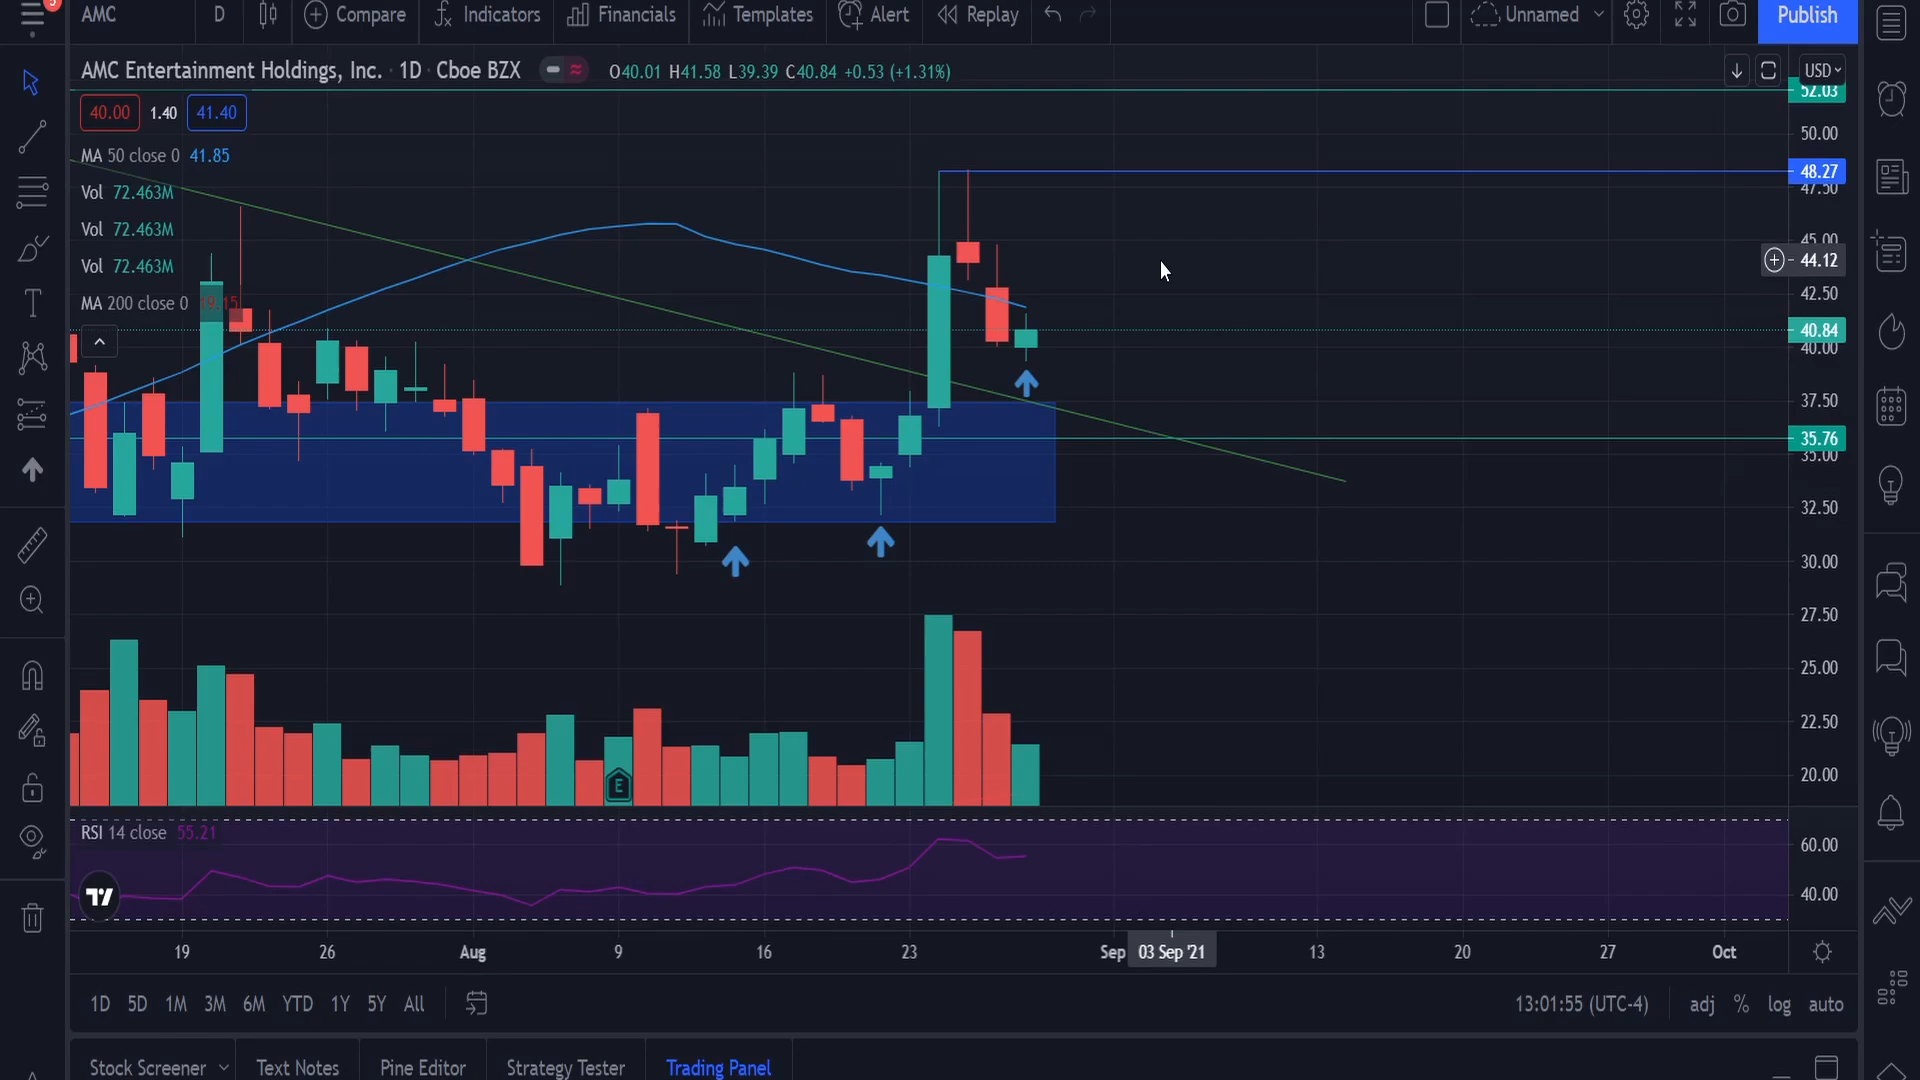 5
AMC D Compare Indicators Financials Templates Alert Replay Unnamed Publish
AMC Entertainment Holdings, Inc. · 1D · Cboe BZX O40.01 H41.58 L39.39 C40.84 +0.53 (+1.31%) USD
52.03
40.00 1.40 41.40
50.00
MA 50 close 0 41.85
48.27
47.50
Vol 72.463M
Vol 72.463M
45.00
44.12
Vol 72.463M
42.50
MA 200 close 0
40.84
40.00
37.50
35.76
35.00
32.50
30.00
27.50
25.00
22.50
20.00
E
RSI 14 close 55.21
60.00
40.00
19 26 Aug 9 16 23 Sep 03 Sep '21 13 20 27 Oct
1D 5D 1M 3M 6M YTD 1Y 5Y All 13:01:55 (UTC-4) adj % log auto
Stock Screener Text Notes Pine Editor Strategy Tester Trading Panel